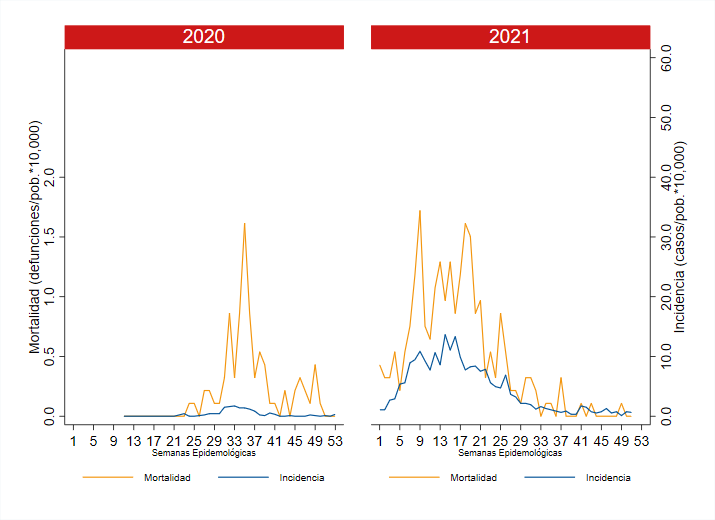 2020
2021
Mortalidad (defunciones/pob.*10,000)
0.0
0.5
1.0
1.5
2.0
0.0
10.0
20.0
30.0
40.0
50.0
60.0
Incidencia (casos/pob.*10,000)
1 5 9 13 17 21 25 29 33 37 41 45 49 53
1 5 9 13 17 21 25 29 33 37 41 45 49 53
Semanas Epidemológicas
Semanas Epidemológicas
Mortalidad Incidencia
Mortalidad Incidencia